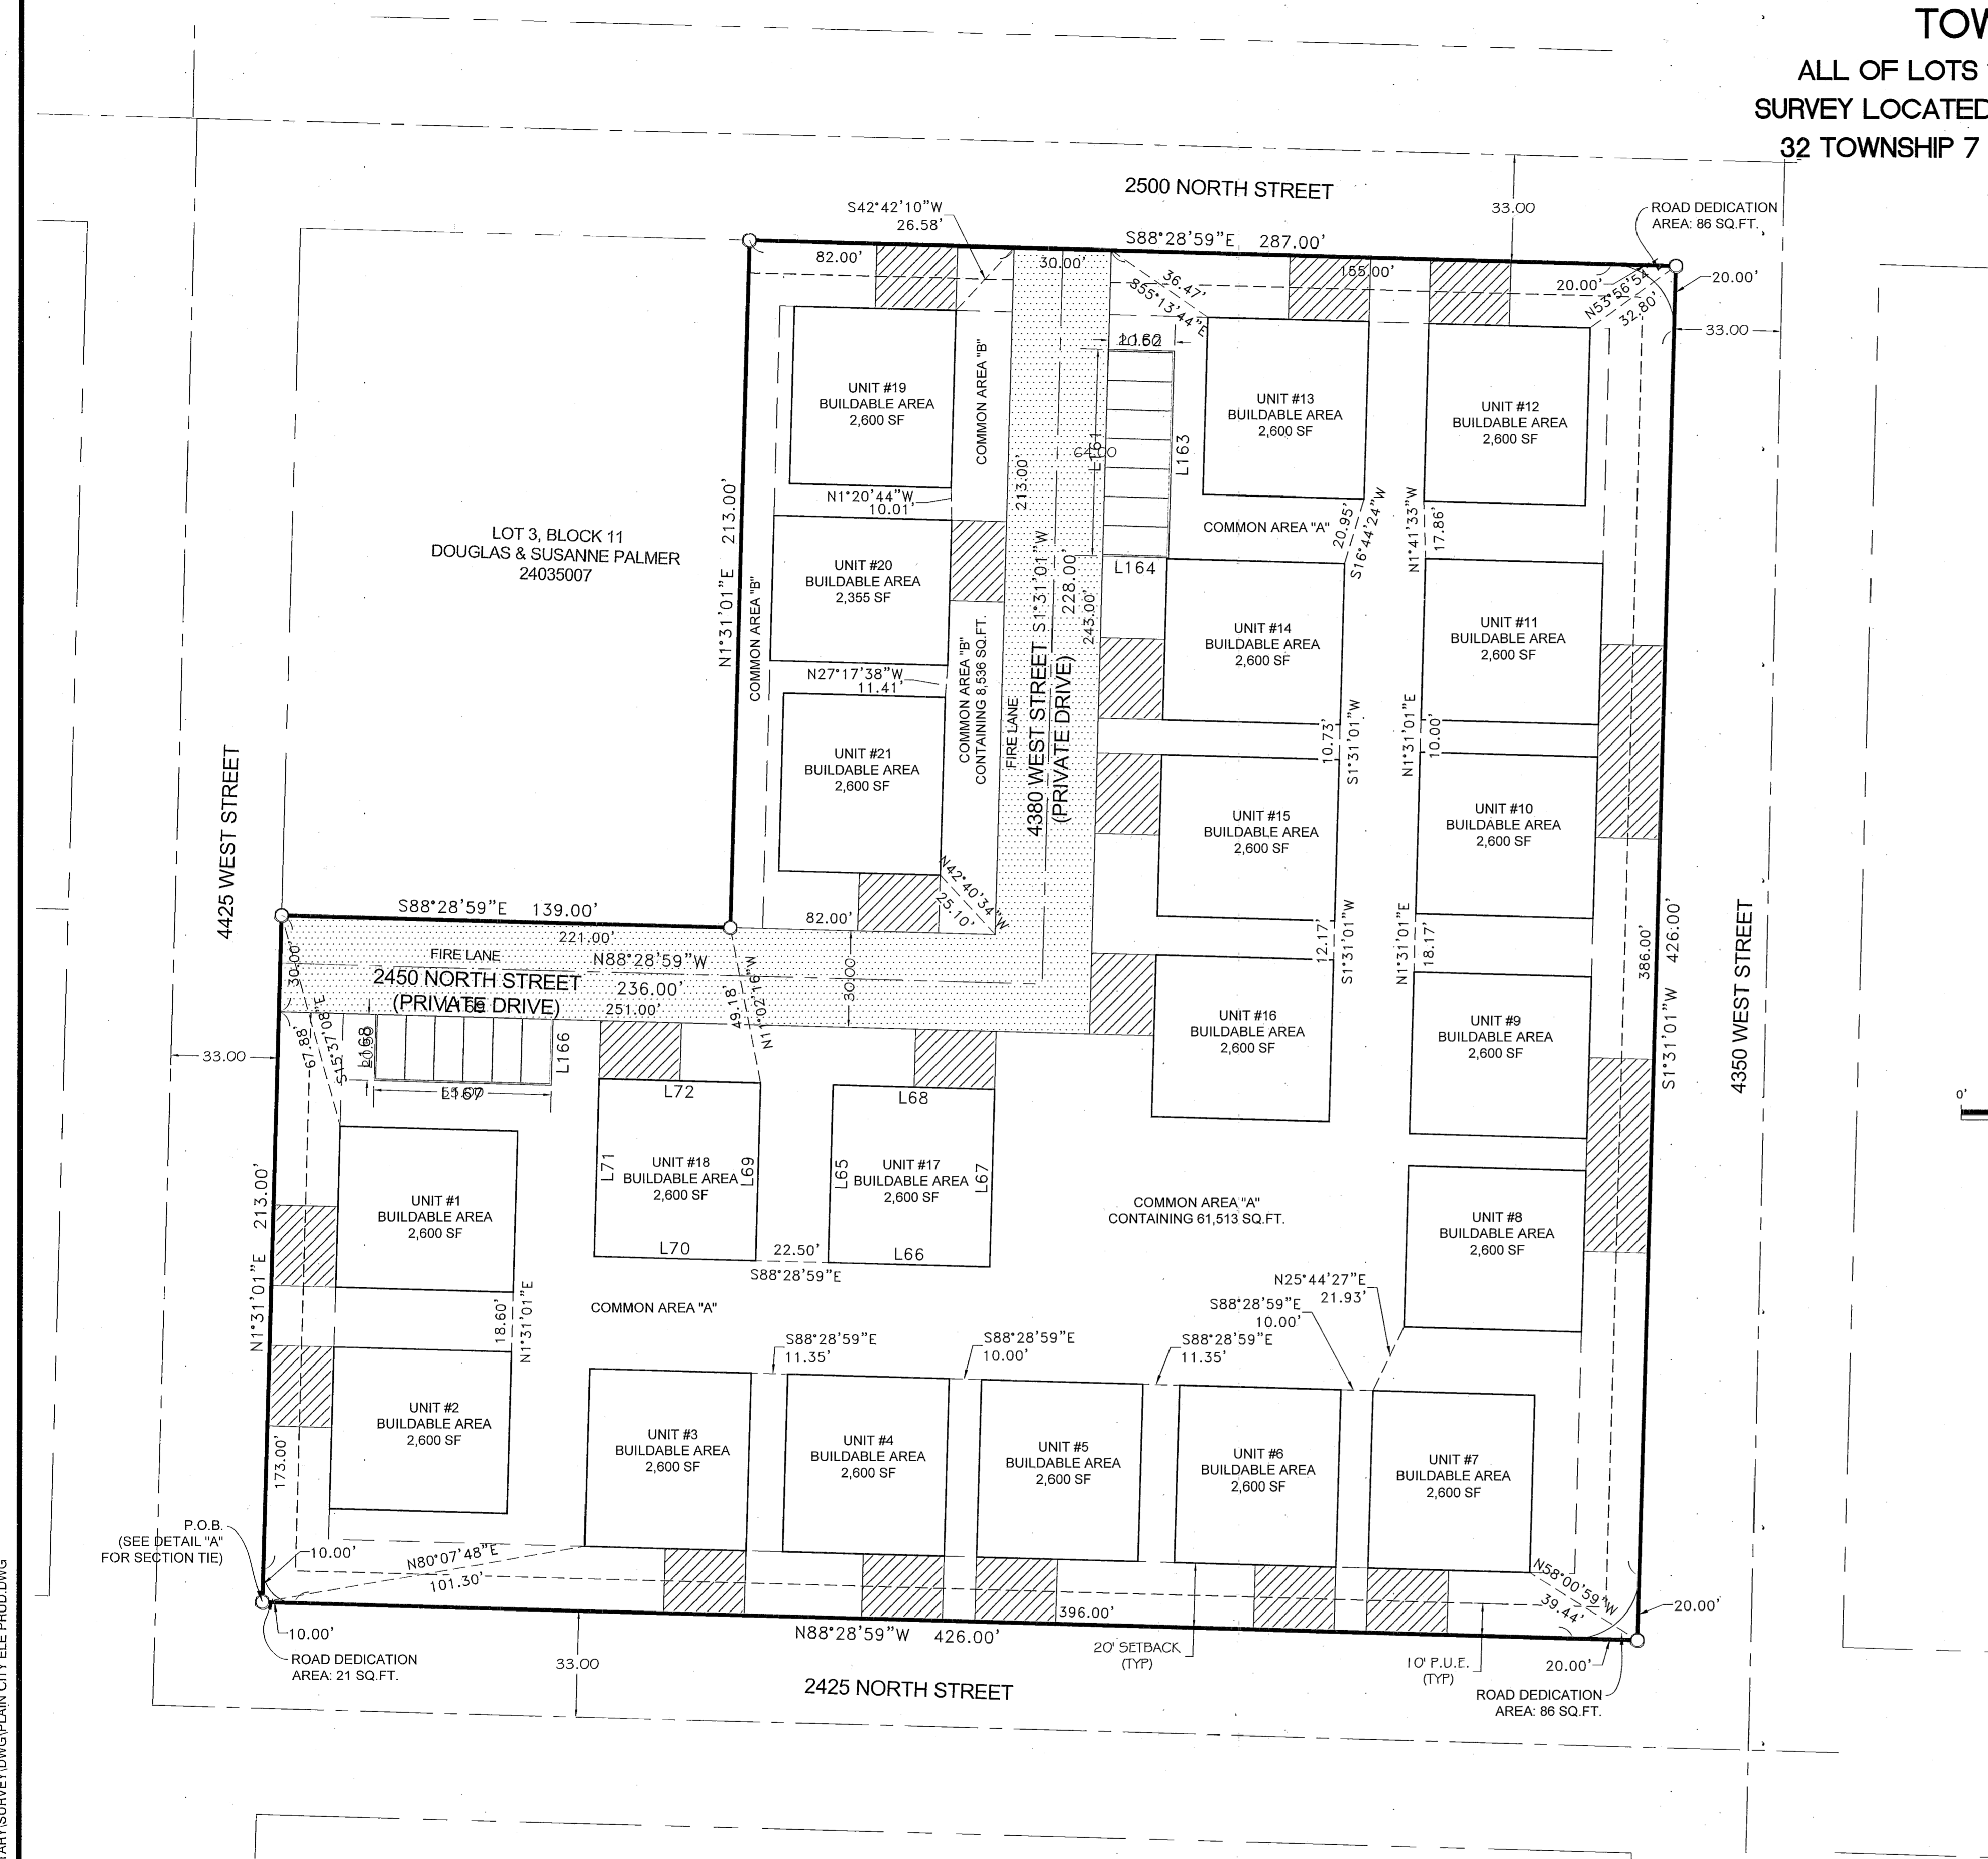 TOW
ALL OF LOTS
SURVEY LOCATED
32 TOWNSHIP 7
2500 NORTH STREET
33.00
ROAD DEDICATION
AREA: 86 SQ.FT.
S42°42'10"W
26.58'
S88°28'59"E 287.00'
82.00'
30.00'
155.00'
20.00'
20.00'
36.47'
S55°13'44"E
N53°56'54"
32.80'
33.00
L162
20.50
UNIT #19
BUILDABLE AREA
2,600 SF
COMMON AREA "B"
UNIT #13
BUILDABLE AREA
2,600 SF
UNIT #12
BUILDABLE AREA
2,600 SF
L161
64.00
L163
213.00'
N1°20'44"W
10.01'
COMMON AREA "A"
20.95'
S16°44'24"W
N1°41'33"W
17.86'
LOT 3, BLOCK 11
DOUGLAS & SUSANNE PALMER
24035007
N1°31'01"E 213.00'
UNIT #20
BUILDABLE AREA
2,355 SF
COMMON AREA "B"
L164
S1°31'01"W
228.00'
243.00'
UNIT #14
BUILDABLE AREA
2,600 SF
UNIT #11
BUILDABLE AREA
2,600 SF
N27°17'38"W
11.41'
COMMON AREA "B"
CONTAINING 8,536 SQ.FT.
FIRE LANE
4380 WEST STREET
(PRIVATE DRIVE)
10.73'
S1°31'01"W
N1°31'01"E
10.00'
UNIT #21
BUILDABLE AREA
2,600 SF
UNIT #15
BUILDABLE AREA
2,600 SF
UNIT #10
BUILDABLE AREA
2,600 SF
4425 WEST STREET
N42°40'34"W
25.10'
S88°28'59"E 139.00'
82.00'
221.00'
FIRE LANE
N88°28'59"W
2450 NORTH STREET
236.00'
(PRIVATE DRIVE)
L169
251.00'
30.00'
30.00
12.17'
S1°31'01"W
N1°31'01"E
18.17'
386.00'
S1°31'01"W 426.00'
4350 WEST STREET
0'
49.18'
N11°02'16"W
67.88'
S15°37'08"E
L168
20.50
L166
L167
55.00
33.00
UNIT #16
BUILDABLE AREA
2,600 SF
UNIT #9
BUILDABLE AREA
2,600 SF
L72
L68
L71
UNIT #18
BUILDABLE AREA
2,600 SF
L69
L65
UNIT #17
BUILDABLE AREA
2,600 SF
L67
UNIT #1
BUILDABLE AREA
2,600 SF
COMMON AREA "A"
CONTAINING 61,513 SQ.FT.
UNIT #8
BUILDABLE AREA
2,600 SF
N1°31'01"E 213.00'
L70
22.50'
L66
S88°28'59"E
18.60'
N1°31'01"E
COMMON AREA "A"
N25°44'27"E
21.93'
S88°28'59"E
10.00'
S88°28'59"E
11.35'
S88°28'59"E
10.00'
S88°28'59"E
11.35'
UNIT #2
BUILDABLE AREA
2,600 SF
UNIT #3
BUILDABLE AREA
2,600 SF
UNIT #4
BUILDABLE AREA
2,600 SF
UNIT #5
BUILDABLE AREA
2,600 SF
UNIT #6
BUILDABLE AREA
2,600 SF
UNIT #7
BUILDABLE AREA
2,600 SF
173.00'
P.O.B.
(SEE DETAIL "A"
FOR SECTION TIE)
10.00'
N80°07'48"E
101.30'
N58°00'59"W
39.44'
20.00'
396.00'
10.00'
N88°28'59"W 426.00'
ROAD DEDICATION
AREA: 21 SQ.FT.
33.00
20' SETBACK
(TYP)
10' P.U.E.
(TYP)
20.00'
2425 NORTH STREET
ROAD DEDICATION
AREA: 86 SQ.FT.
TARY\SURVEY\DWG\PLAIN CITY ELE PROD.DWG